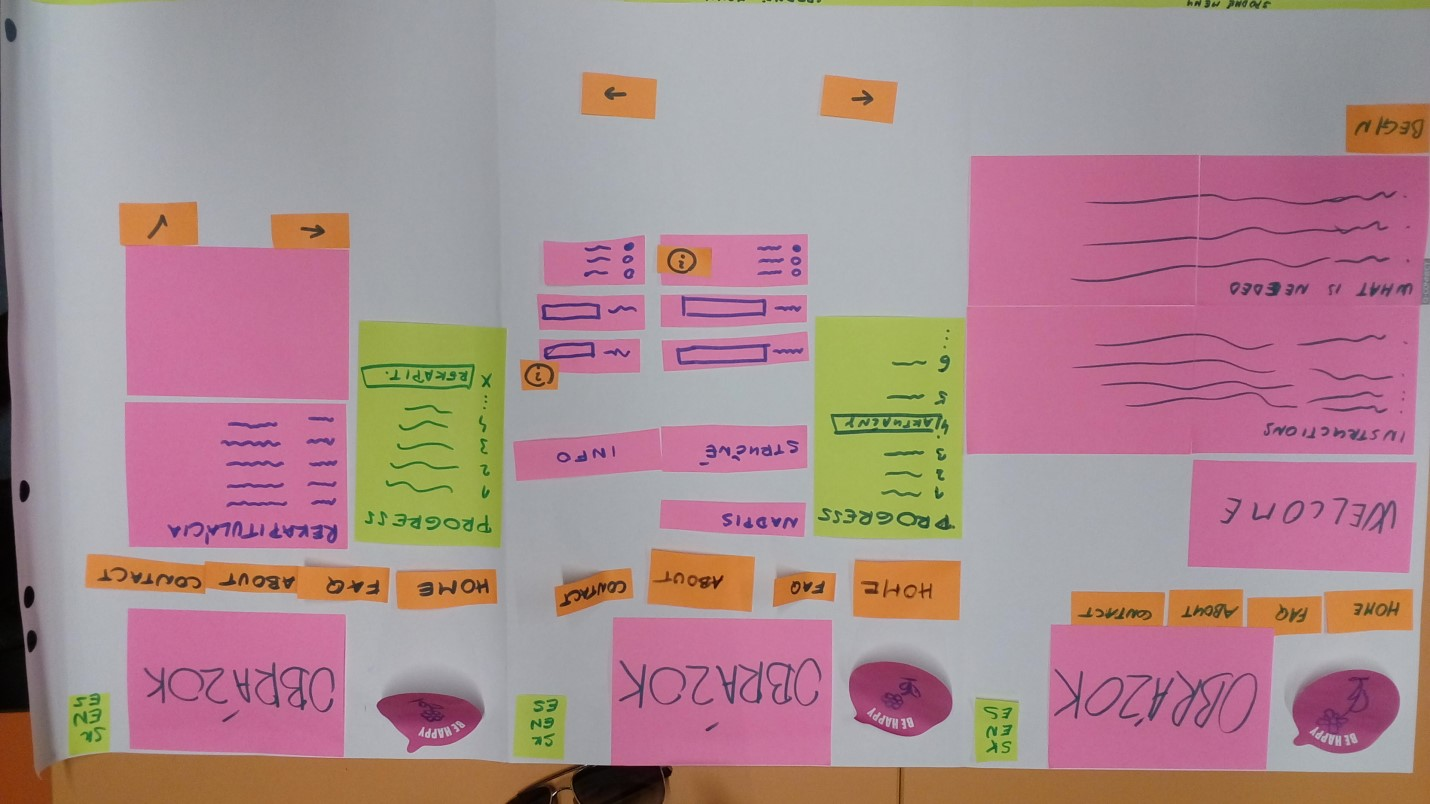 BE HAPPY
OBRÁZOK
SK
EN
ES
HOME
FAQ
ABOUT
CONTACT
WELCOME
INSTRUCTIONS
WHAT IS NEEDED
BEGIN
SPODNÉ MENU
BE HAPPY
OBRÁZOK
SK
EN
ES
HOME
FAQ
ABOUT
CONTACT
PROGRESS
1
2
3
4 AKTUÁLNY
5
6
...
NADPIS
STRUČNÉ INFO
i
i
BE HAPPY
OBRÁZOK
SK
EN
ES
HOME
FAQ
ABOUT
CONTACT
PROGRESS
1
2
3
5
...
X REKAPIT.
REKAPITULÁCIA